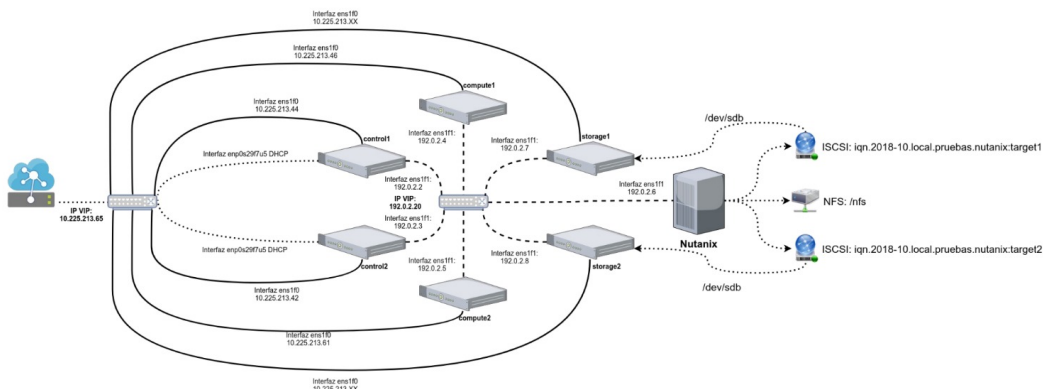 Interfaz ens1f0
10.225.213.XX
Interfaz ens1f0
10.225.213.46
compute1
Interfaz ens1f0
10.225.213.44
control1
Interfaz ens1f1:
192.0.2.4
storage1
Interfaz ens1f1:
192.0.2.7
/dev/sdb
ISCSI: iqn.2018-10.local.pruebas.nutanix:target1
Interfaz enp0s29f7u5 DHCP
Interfaz ens1f1:
192.0.2.2
IP VIP:
10.225.213.65
IP VIP:
192.0.2.20
Interfaz ens1f1
192.0.2.6
NFS: /nfs
Interfaz ens1f1:
192.0.2.3
Nutanix
Interfaz enp0s29f7u5 DHCP
ISCSI: iqn.2018-10.local.pruebas.nutanix:target2
control2
Interfaz ens1f1:
192.0.2.5
Interfaz ens1f1:
192.0.2.8
storage2
/dev/sdb
Interfaz ens1f0
10.225.213.42
compute2
Interfaz ens1f0
10.225.213.61
Interfaz ens1f0
10.225.213.XX